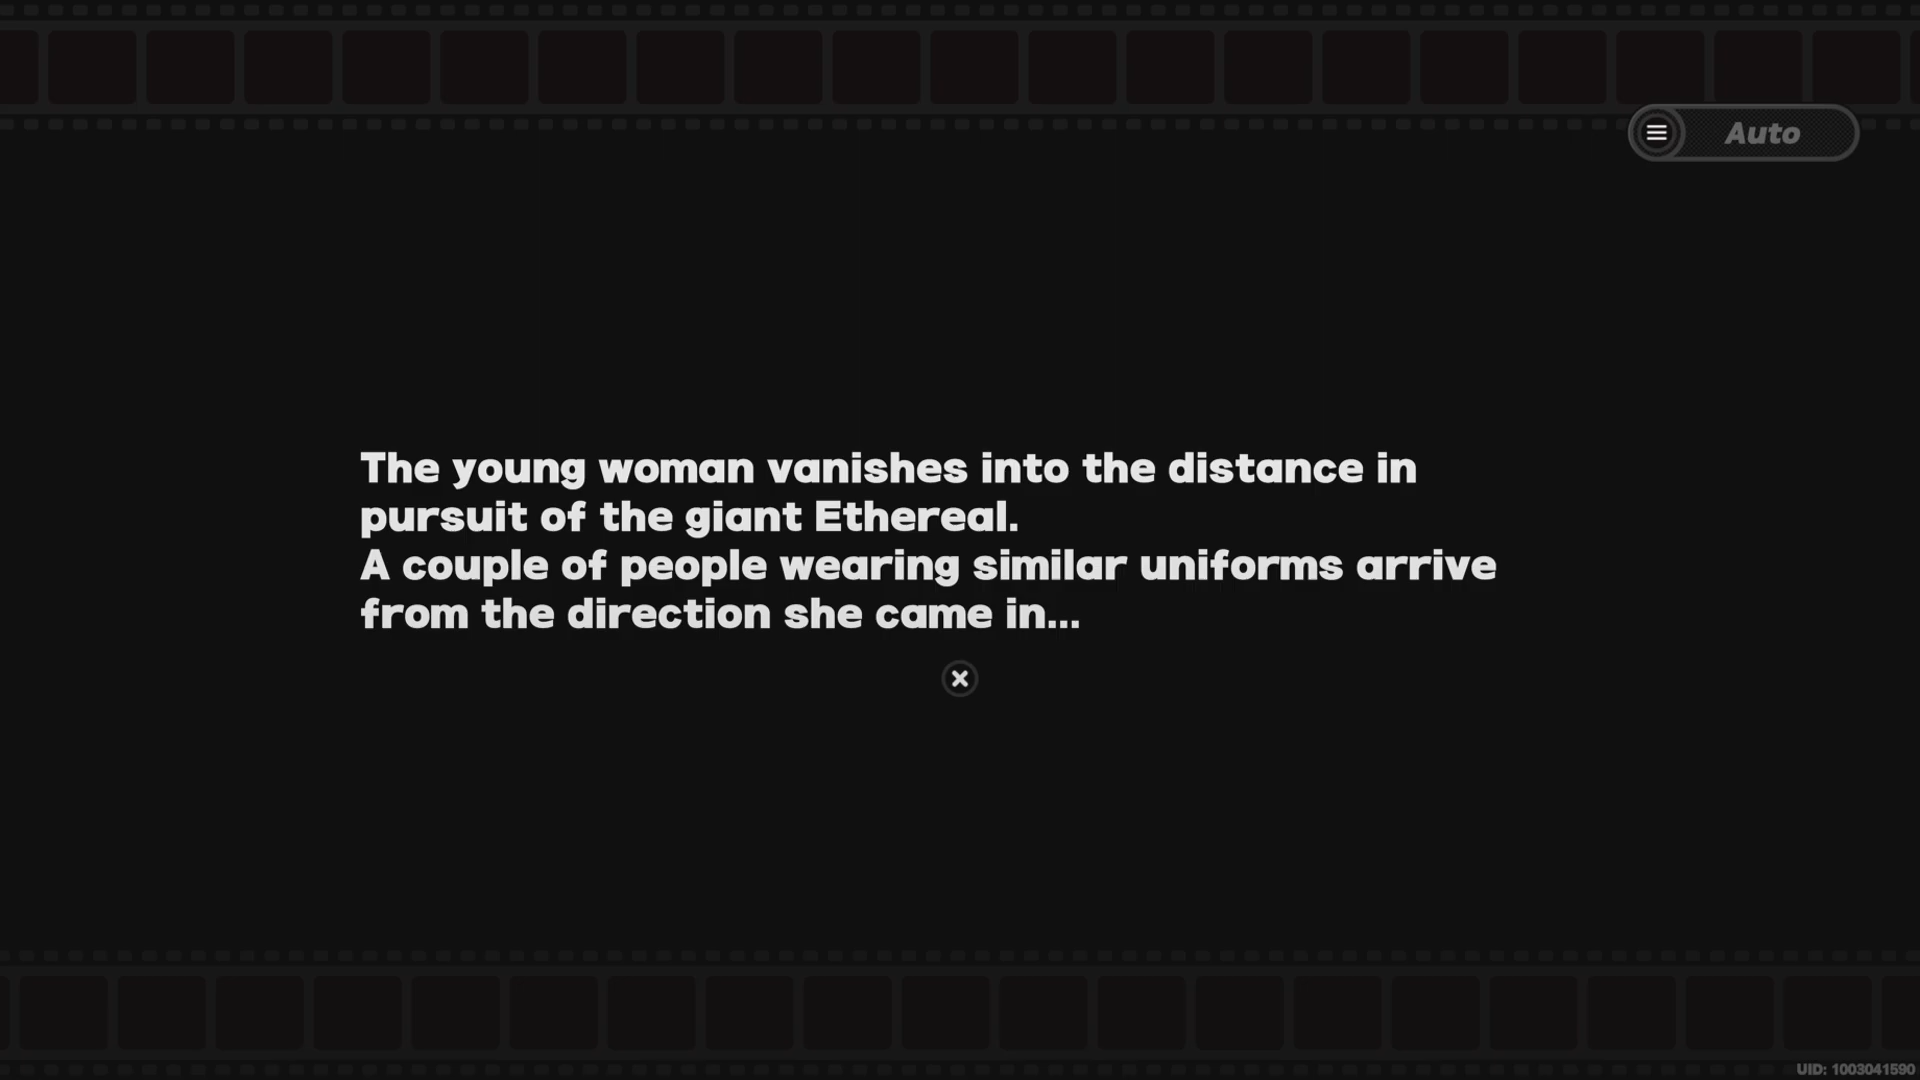 Auto
The young woman vanishes into the distance in
pursuit of the giant Ethereal.
A couple of people wearing similar uniforms arrive
from the direction she came in...
UID: 1003041590